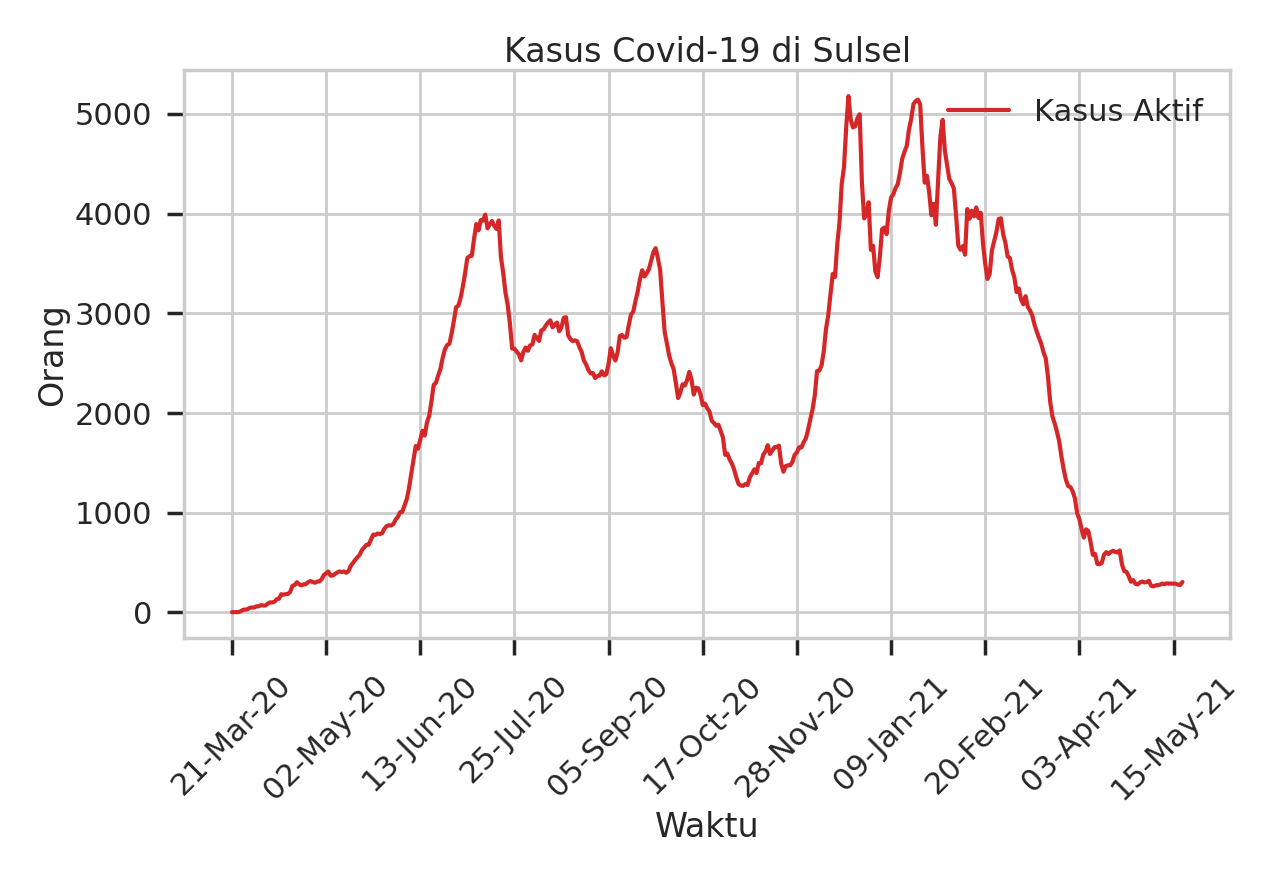 Kasus Covid-19 di Sulsel
Kasus Aktif
5000
4000
3000
2000
1000
0
Orang
21-Mar-20
02-May-20
13-Jun-20
25-Jul-20
05-Sep-20
17-Oct-20
28-Nov-20
09-Jan-21
20-Feb-21
03-Apr-21
15-May-21
Waktu